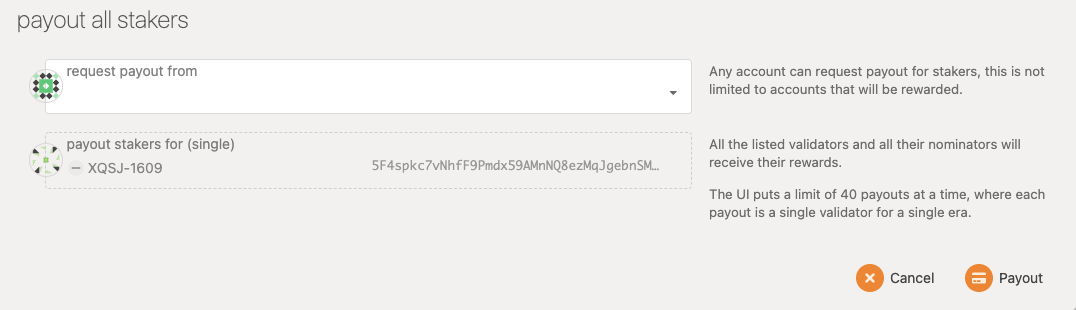 payout all stakers
request payout from
Any account can request payout for stakers, this is not
limited to accounts that will be rewarded.
payout stakers for (single)
XQSJ-1609
5F4spkc7vNhfF9Pmdx59AMnNQ8ezMqJgebnSM…
All the listed validators and all their nominators will
receive their rewards.
The UI puts a limit of 40 payouts at a time, where each
payout is a single validator for a single era.
Cancel
Payout